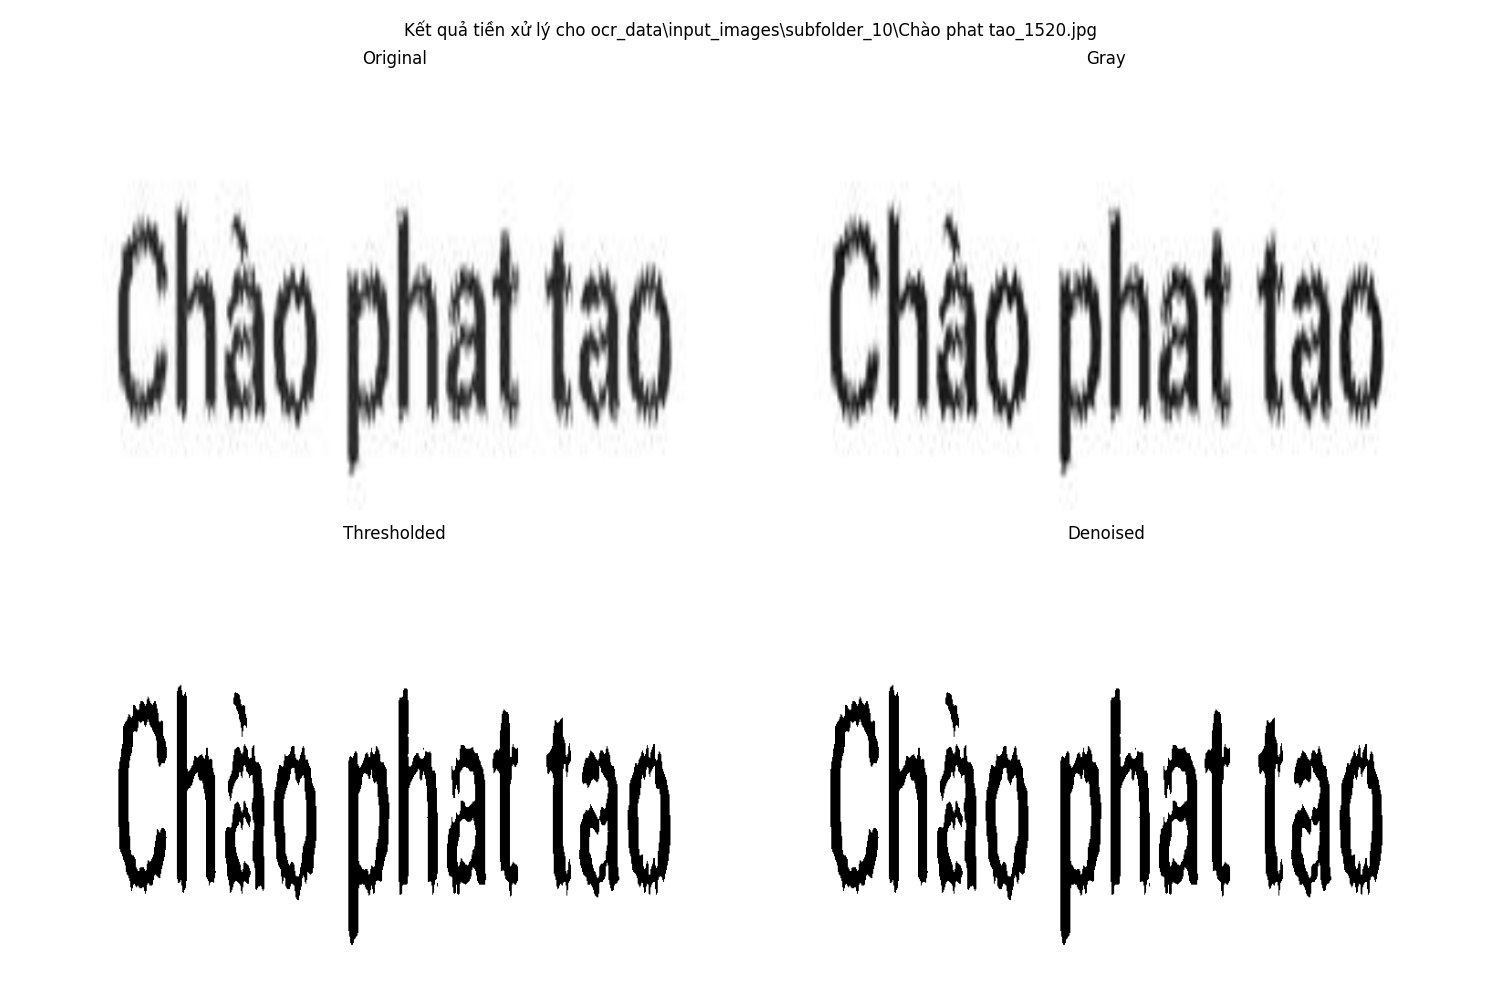 Kết quả tiền xử lý cho ocr_data\input_images\subfolder_10\Chào phat tao_1520.jpg
Original
Gray
Chào phat tao
Chào phat tao
Thresholded
Denoised
Chào phat tao
Chào phat tao